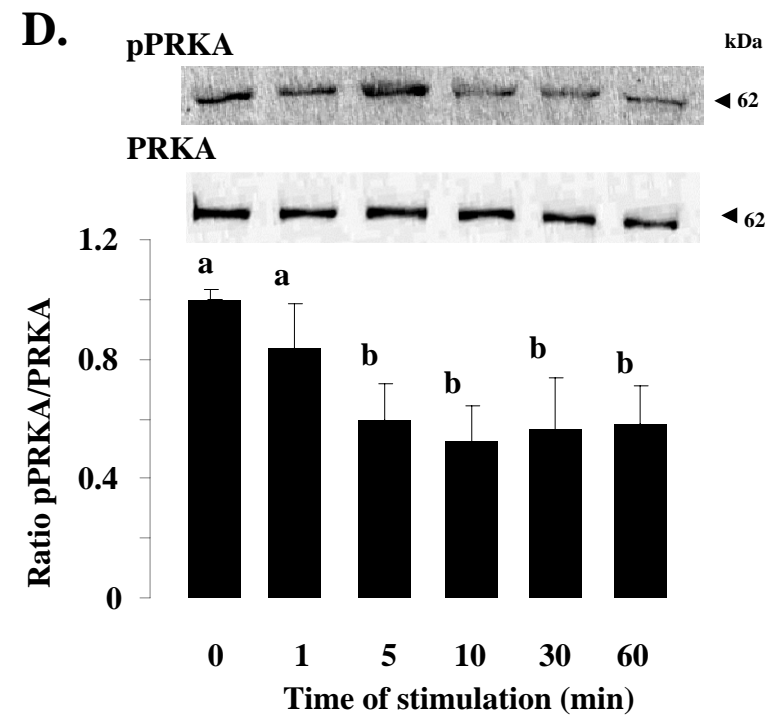 D.
pPRKA
kDa
◄ 62
PRKA
◄ 62
1.2
a a
b b b b
0.8
0.4
0
Ratio pPRKA/PRKA
0 1 5 10 30 60
Time of stimulation (min)